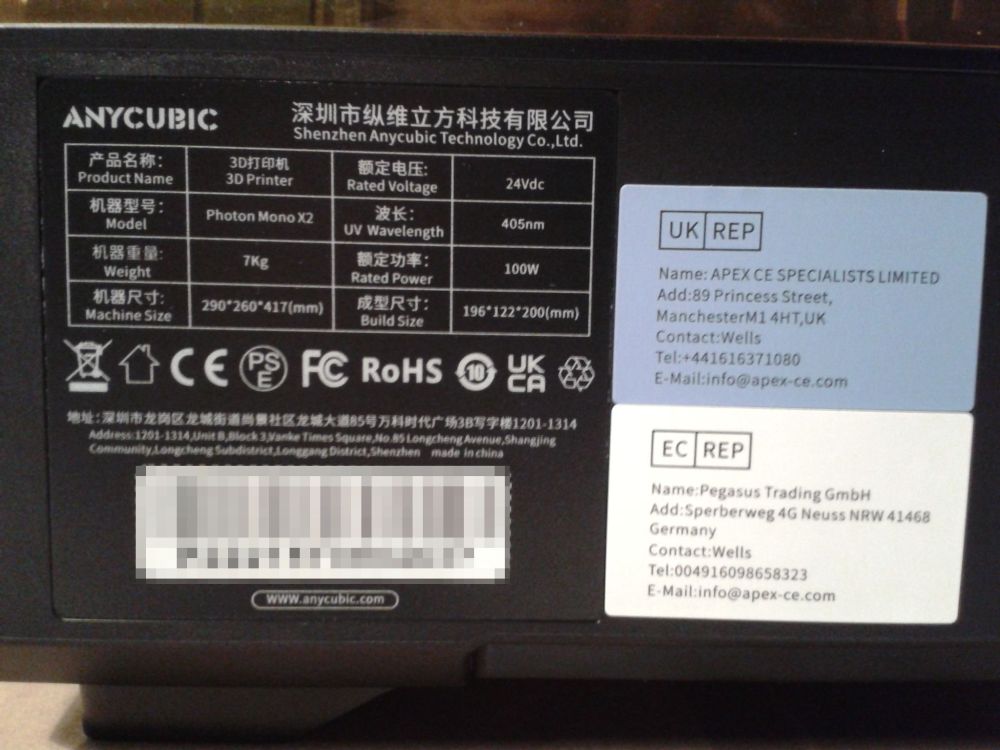 ANYCUBIC
深圳市纵维立方科技有限公司
Shenzhen Anycubic Technology Co.,Ltd.
产品名称: 3D打印机 额定电压:
Product Name 3D Printer Rated Voltage 24Vdc
机器型号: 波长:
Model Photon Mono X2 UV Wavelength 405nm
机器重量: 额定功率:
Weight 7Kg Rated Power 100W
机器尺寸: 成型尺寸:
Machine Size 290*260*417(mm) Build Size 196*122*200(mm)
CE PSE FC RoHS 10 UKCA
地址:深圳市龙岗区龙城街道尚景社区龙城大道85号万科时代广场3B写字楼1201-1314
Address:1201-1314,Unit B,Block 3,Vanke Times Square,No.85 Longcheng Avenue,Shangjing
Community,Longcheng Subdistrict,Longgang District,Shenzhen made in china
www.anycubic.com
UK REP
Name: APEX CE SPECIALISTS LIMITED
Add:89 Princess Street,
ManchesterM1 4HT,UK
Contact:Wells
Tel:+441616371080
E-Mail:info@apex-ce.com
EC REP
Name:Pegasus Trading GmbH
Add:Sperberweg 4G Neuss NRW 41468
Germany
Contact:Wells
Tel:004916098658323
E-Mail:info@apex-ce.com